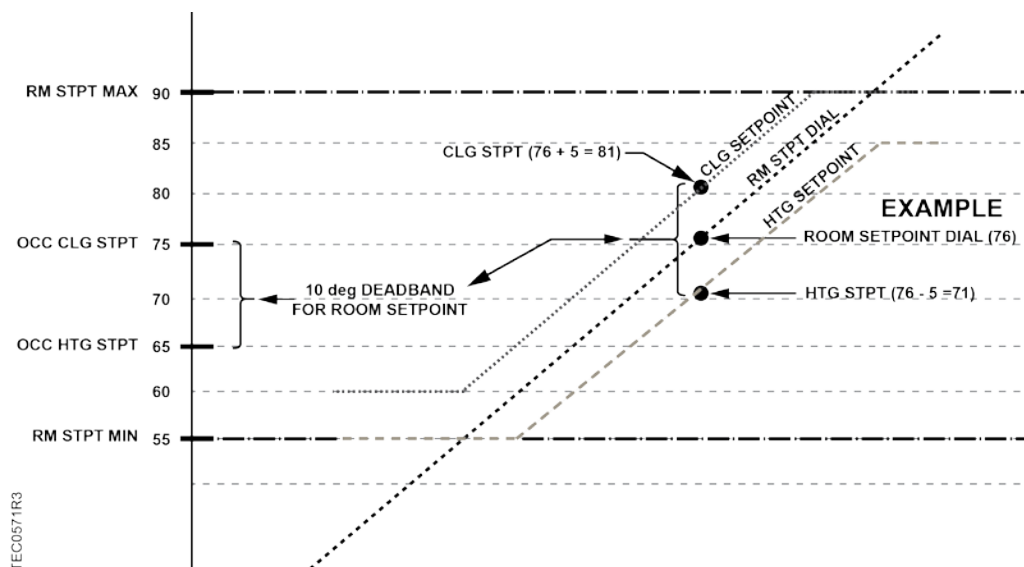 RM STPT MAX 90
85
80
OCC CLG STPT 75
70
OCC HTG STPT 65
60
RM STPT MIN 55
CLG STPT (76 + 5 = 81)
CLG SETPOINT
RM STPT DIAL
HTG SETPOINT
EXAMPLE
ROOM SETPOINT DIAL (76)
10 deg DEADBAND
FOR ROOM SETPOINT
HTG STPT (76 - 5 =71)
TEC0571R3